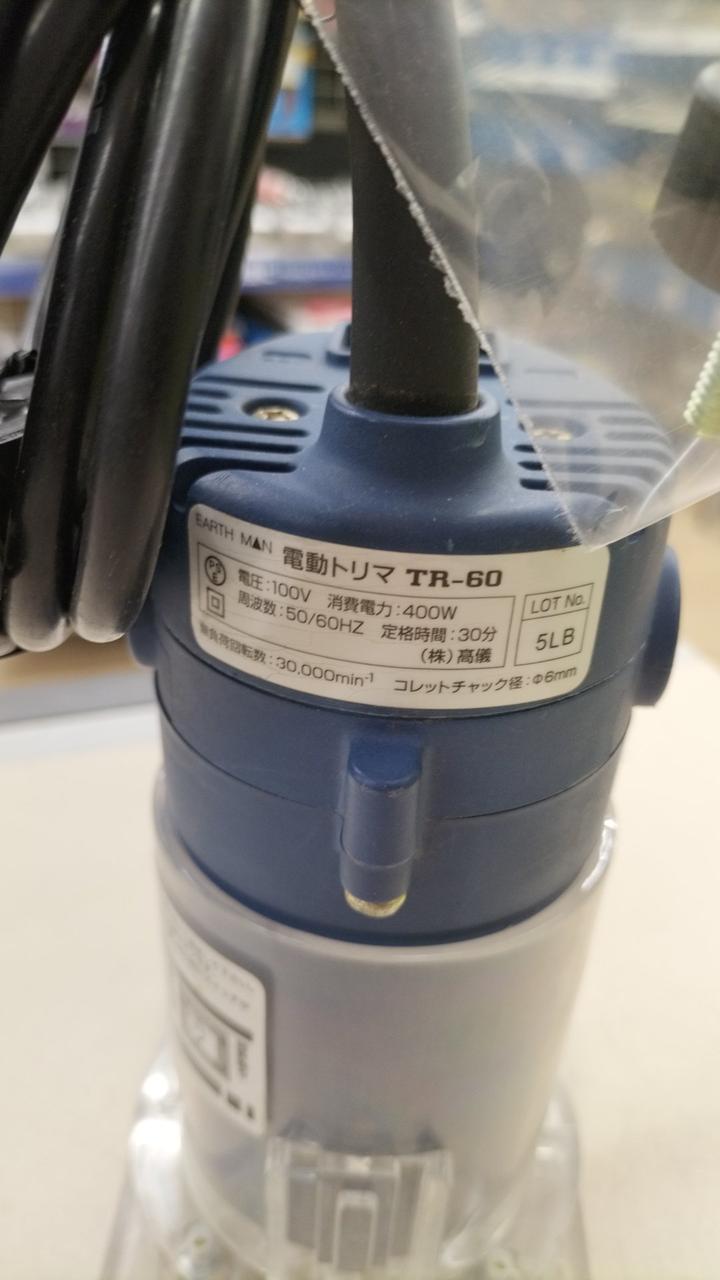 EARTH MAN 電動トリマ TR-60
PSE
電圧:100V 消費電力:400W
周波数:50/60HZ 定格時間:30分
(株)髙儀
LOT No.
5LB
無負荷回転数:30,000min-1 コレットチャック径:Φ6mm